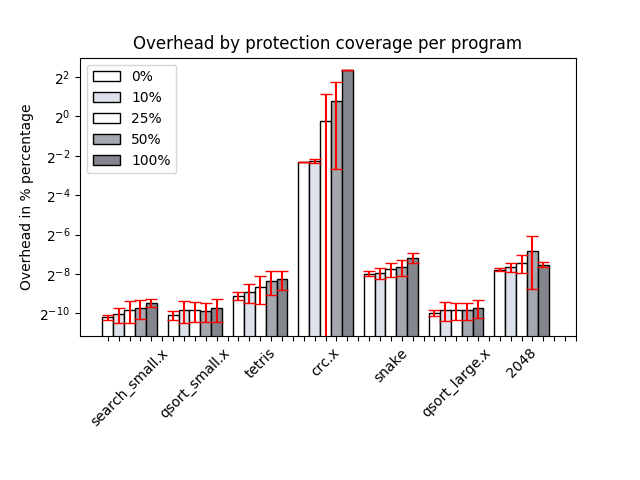 Overhead by protection coverage per program
Overhead in % percentage
2^2
2^0
2^−2
2^−4
2^−6
2^−8
2^−10
0%
10%
25%
50%
100%
search_small.x
qsort_small.x
tetris
crc.x
snake
qsort_large.x
2048